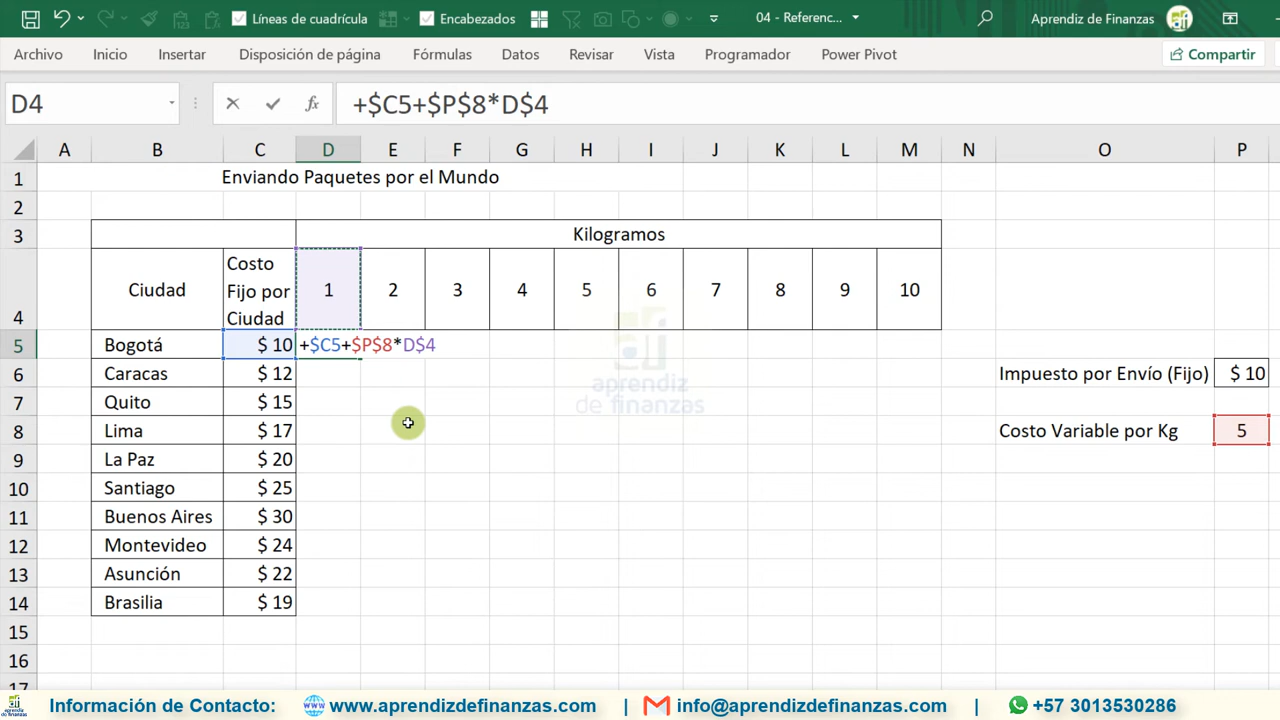 Líneas de cuadrícula Encabezados 04 - Referenc... Aprendiz de Finanzas
Archivo Inicio Insertar Disposición de página Fórmulas Datos Revisar Vista Programador Power Pivot Compartir
D4 fx +$C5+$P$8*D$4
A B C D E F G H I J K L M N O P
1 Enviando Paquetes por el Mundo
2
3 Kilogramos
Costo
4 Ciudad Fijo por 1 2 3 4 5 6 7 8 9 10
Ciudad
5 Bogotá $ 10 +$C5+$P$8*D$4
6 Caracas $ 12 Impuesto por Envío (Fijo) $ 10
7 Quito $ 15
8 Lima $ 17 Costo Variable por Kg 5
9 La Paz $ 20
10 Santiago $ 25
11 Buenos Aires $ 30
12 Montevideo $ 24
13 Asunción $ 22
14 Brasilia $ 19
15
16
17
aprendiz
de finanzas
Información de Contacto: www.aprendizdefinanzas.com | info@aprendizdefinanzas.com | +57 3013530286